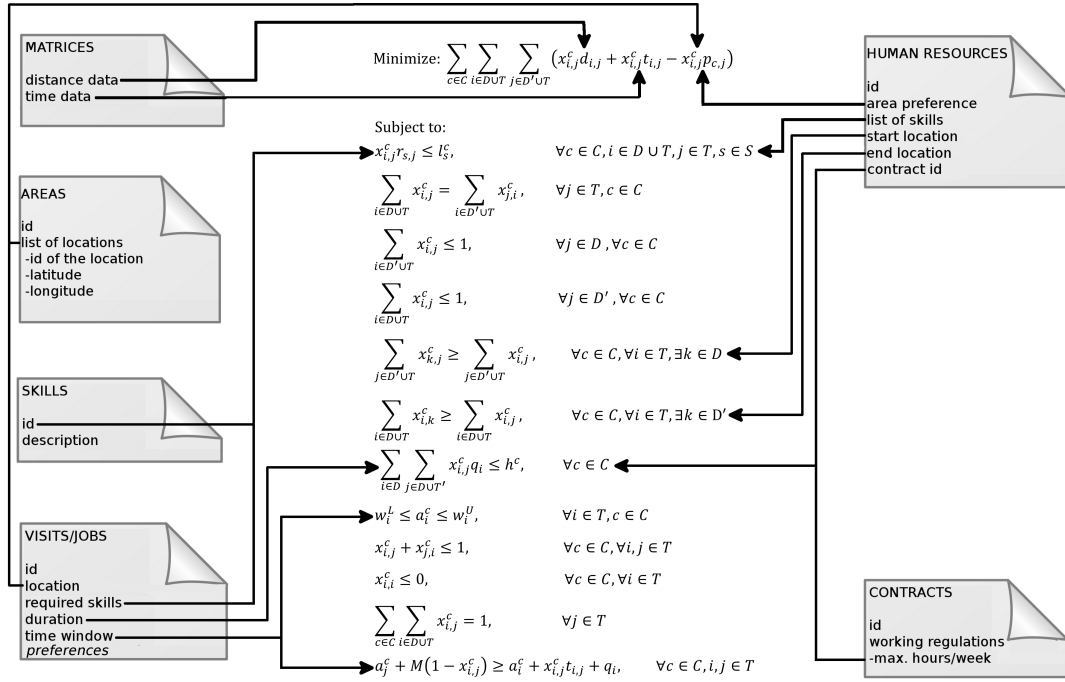 MATRICES
distance data
time data
AREAS
id
list of locations
-id of the location
-latitude
-longitude
SKILLS
id
description
VISITS/JOBS
id
location
required skills
duration
time window
preferences
Minimize: ∑_{c∈C} ∑_{i∈D∪T} ∑_{j∈D′∪T} (x^c_{i,j} d_{i,j} + x^c_{i,j} t_{i,j} − x^c_{i,j} p_{c,j})
Subject to:
x^c_{i,j} r_{s,j} ≤ l^c_s, ∀c ∈ C, i ∈ D ∪ T, j ∈ T, s ∈ S
∑_{i∈D∪T} x^c_{i,j} = ∑_{i∈D′∪T} x^c_{j,i}, ∀j ∈ T, c ∈ C
∑_{i∈D′∪T} x^c_{i,j} ≤ 1, ∀j ∈ D, ∀c ∈ C
∑_{i∈D∪T} x^c_{i,j} ≤ 1, ∀j ∈ D′, ∀c ∈ C
∑_{j∈D′∪T} x^c_{k,j} ≥ ∑_{j∈D′∪T} x^c_{i,j}, ∀c ∈ C, ∀i ∈ T, ∃k ∈ D
∑_{i∈D∪T} x^c_{i,k} ≥ ∑_{i∈D∪T} x^c_{i,j}, ∀c ∈ C, ∀i ∈ T, ∃k ∈ D′
∑_{i∈D} ∑_{j∈D∪T′} x^c_{i,j} q_i ≤ h^c, ∀c ∈ C
w^L_i ≤ a^c_i ≤ w^U_i, ∀i ∈ T, c ∈ C
x^c_{i,j} + x^c_{j,i} ≤ 1, ∀c ∈ C, ∀i, j ∈ T
x^c_{i,i} ≤ 0, ∀c ∈ C, ∀i ∈ T
∑_{c∈C} ∑_{i∈D∪T} x^c_{i,j} = 1, ∀j ∈ T
a^c_j + M(1 − x^c_{i,j}) ≥ a^c_i + x^c_{i,j} t_{i,j} + q_i, ∀c ∈ C, i, j ∈ T
HUMAN RESOURCES
id
area preference
list of skills
start location
end location
contract id
CONTRACTS
id
working regulations
-max. hours/week